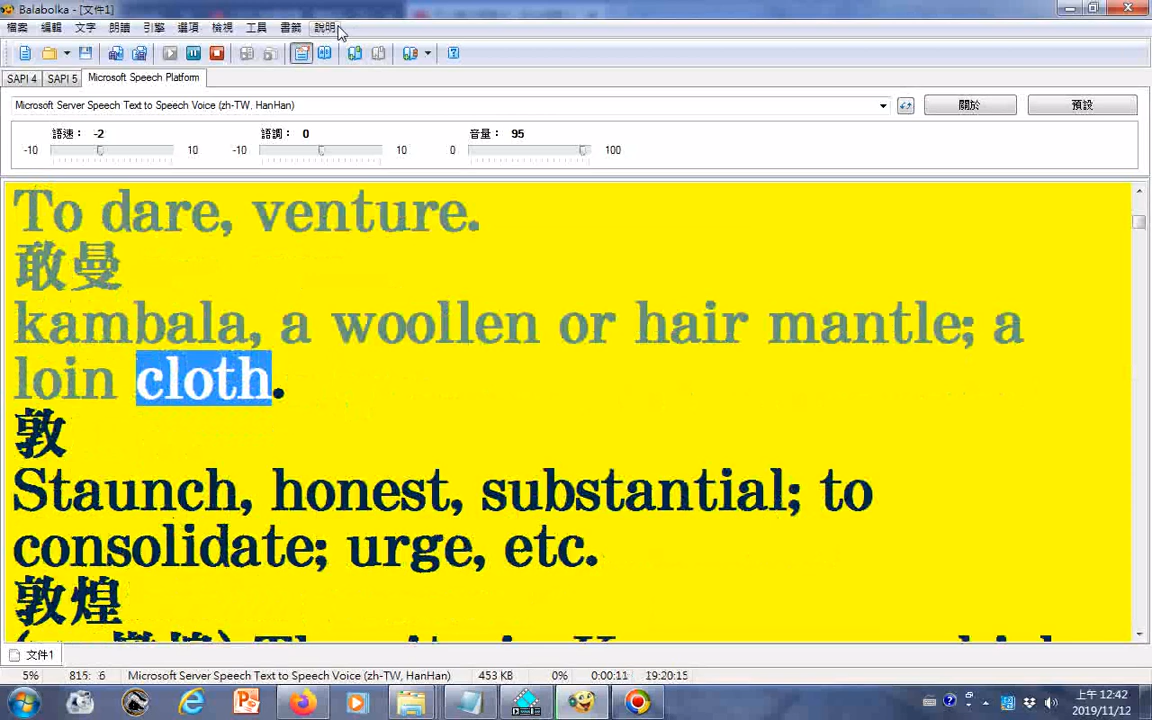 Balabolka - [文件1]
檔案 編輯 文字 朗讀 引擎 選項 檢視 工具 書籤 說明
SAPI 4 SAPI 5 Microsoft Speech Platform
Microsoft Server Speech Text to Speech Voice (zh-TW, HanHan) 關於 預設
語速： -2 語調： 0 音量： 95
-10 10 -10 10 0 100
To dare, venture.
敢曼
kambala, a woollen or hair mantle; a
loin cloth.
敦
Staunch, honest, substantial; to
consolidate; urge, etc.
敦煌
文件1
5% 815: 6 Microsoft Server Speech Text to Speech Voice (zh-TW, HanHan) 453 KB 0% 0:00:11 19:20:15
上午 12:42
2019/11/12